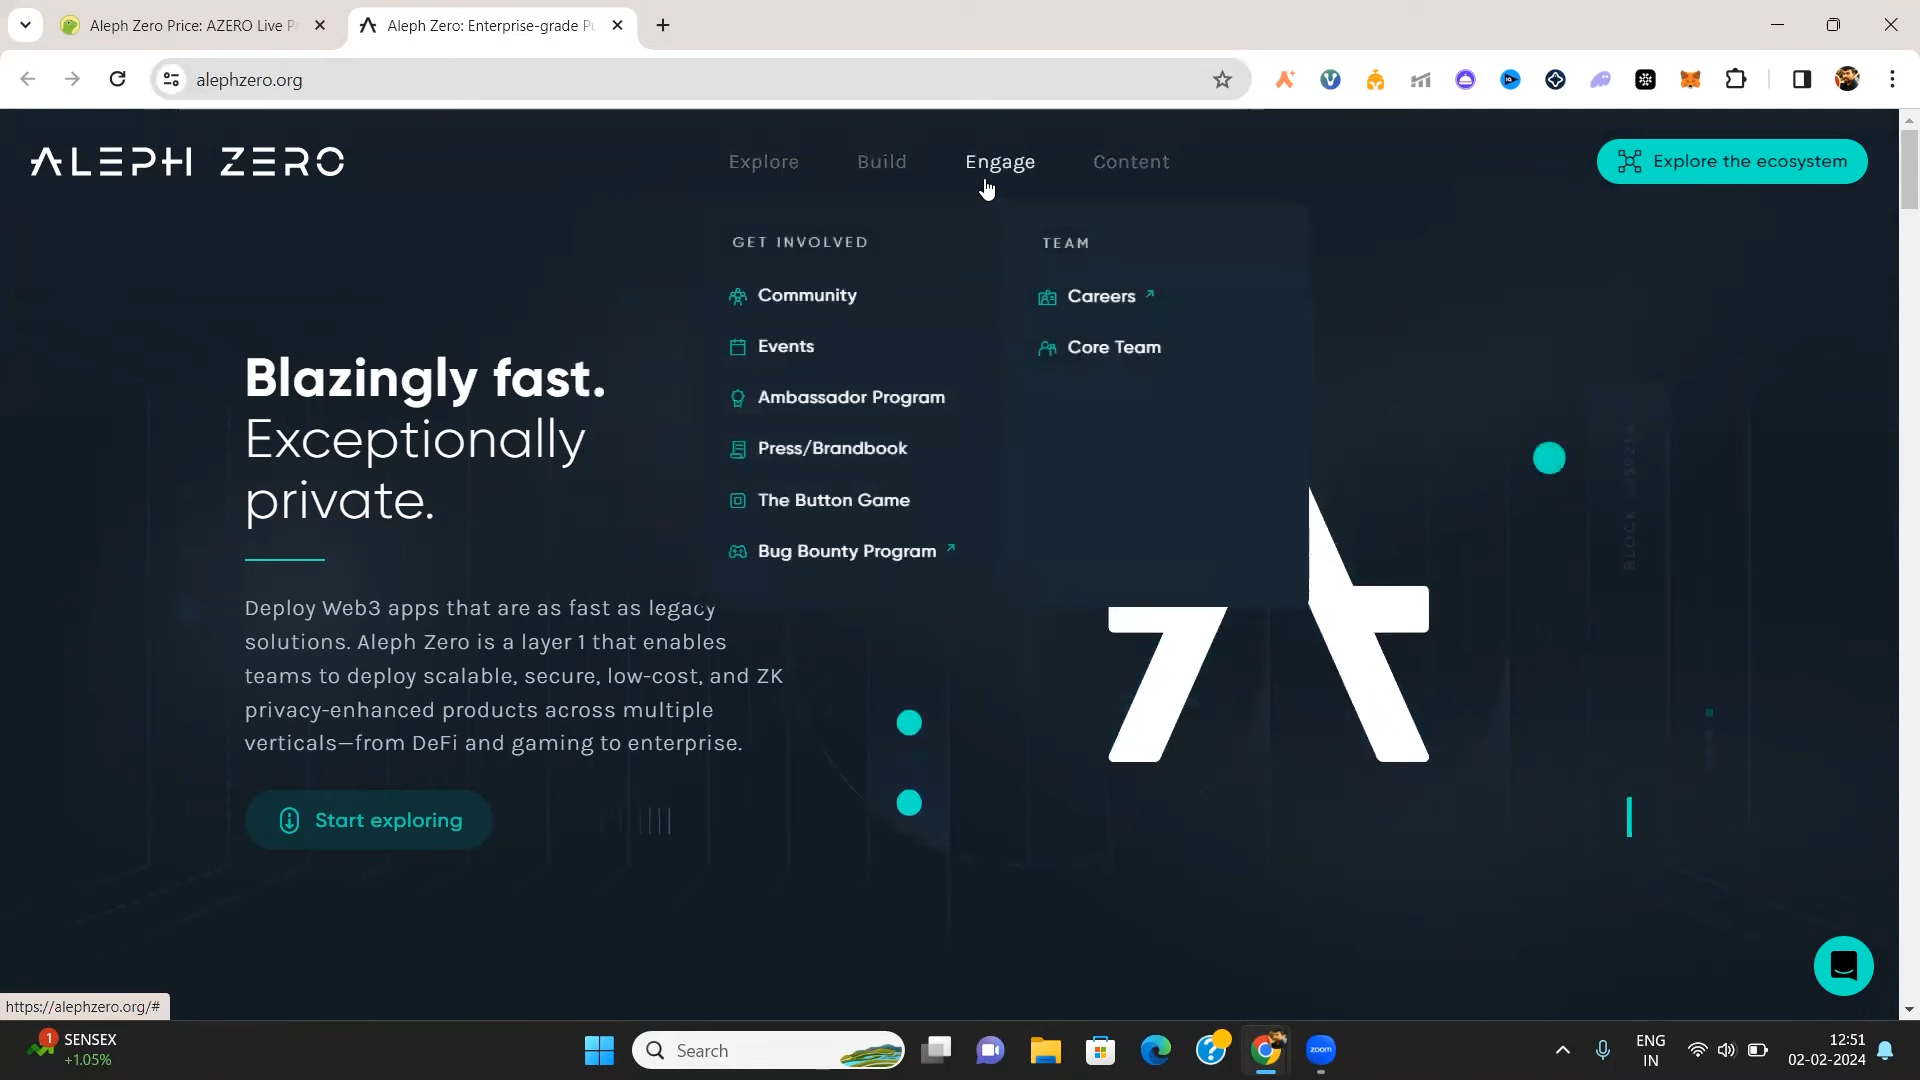 Aleph Zero Price: AZERO Live P
Aleph Zero: Enterprise-grade Pu
alephzero.org
ALEPH ZERO
Explore
Build
Engage
Content
Explore the ecosystem
GET INVOLVED
Community
Events
Ambassador Program
Press/Brandbook
The Button Game
Bug Bounty Program
TEAM
Careers
Core Team
Blazingly fast.
Exceptionally
private.
Deploy Web3 apps that are as fast as legacy
solutions. Aleph Zero is a layer 1 that enables
teams to deploy scalable, secure, low-cost, and ZK
privacy-enhanced products across multiple
verticals—from DeFi and gaming to enterprise.
Start exploring
https://alephzero.org/#
1
SENSEX
+1.05%
Search
zoom
ENG
IN
12:51
02-02-2024